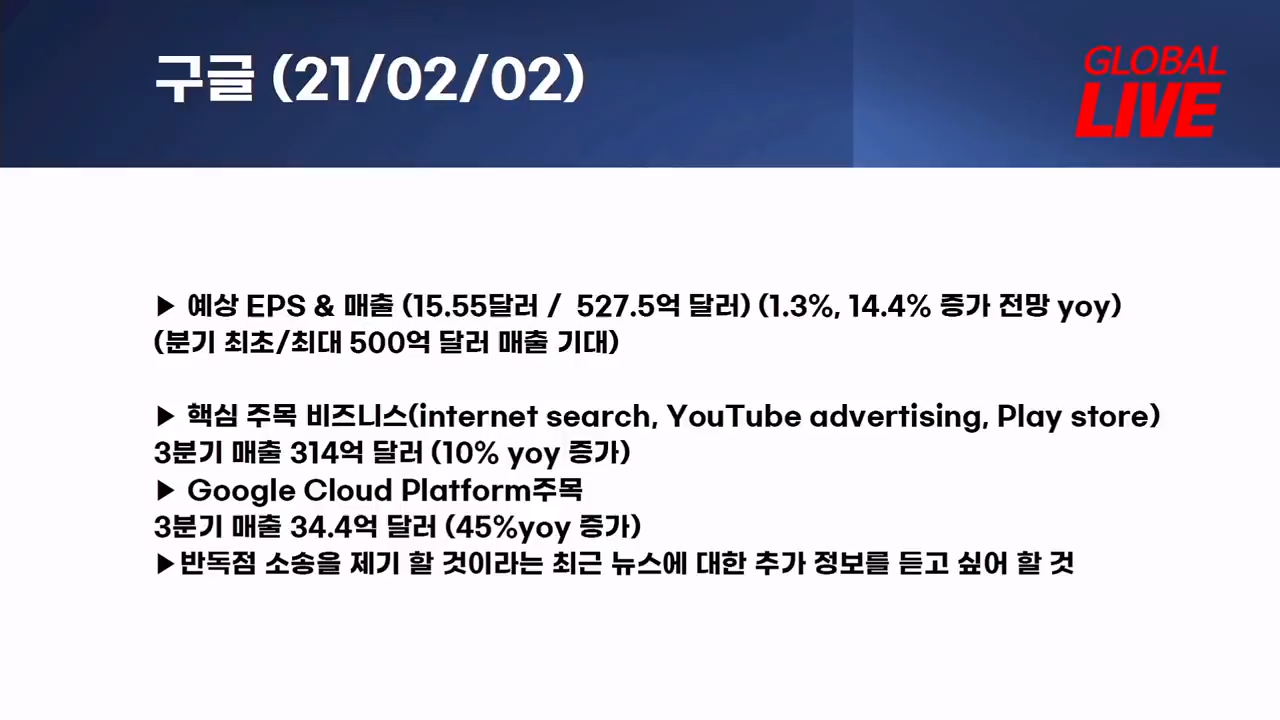 구글 (21/02/02)
GLOBAL
LIVE
▶ 예상 EPS & 매출 (15.55달러 / 527.5억 달러) (1.3%, 14.4% 증가 전망 yoy)
(분기 최초/최대 500억 달러 매출 기대)
▶ 핵심 주목 비즈니스(internet search, YouTube advertising, Play store)
3분기 매출 314억 달러 (10% yoy 증가)
▶ Google Cloud Platform주목
3분기 매출 34.4억 달러 (45%yoy 증가)
▶반독점 소송을 제기 할 것이라는 최근 뉴스에 대한 추가 정보를 듣고 싶어 할 것